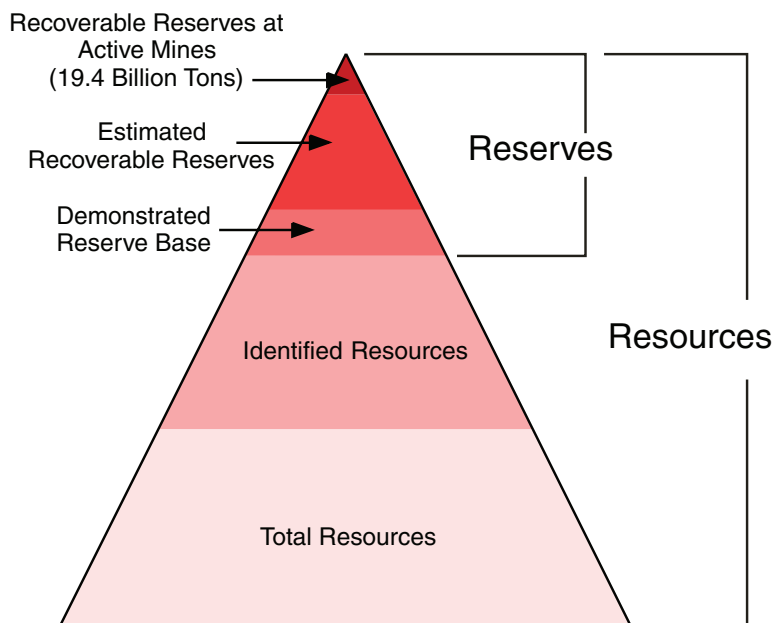 Recoverable Reserves at
Active Mines
(19.4 Billion Tons)
Estimated
Recoverable Reserves
Reserves
Demonstrated
Reserve Base
Resources
Identified Resources
Total Resources